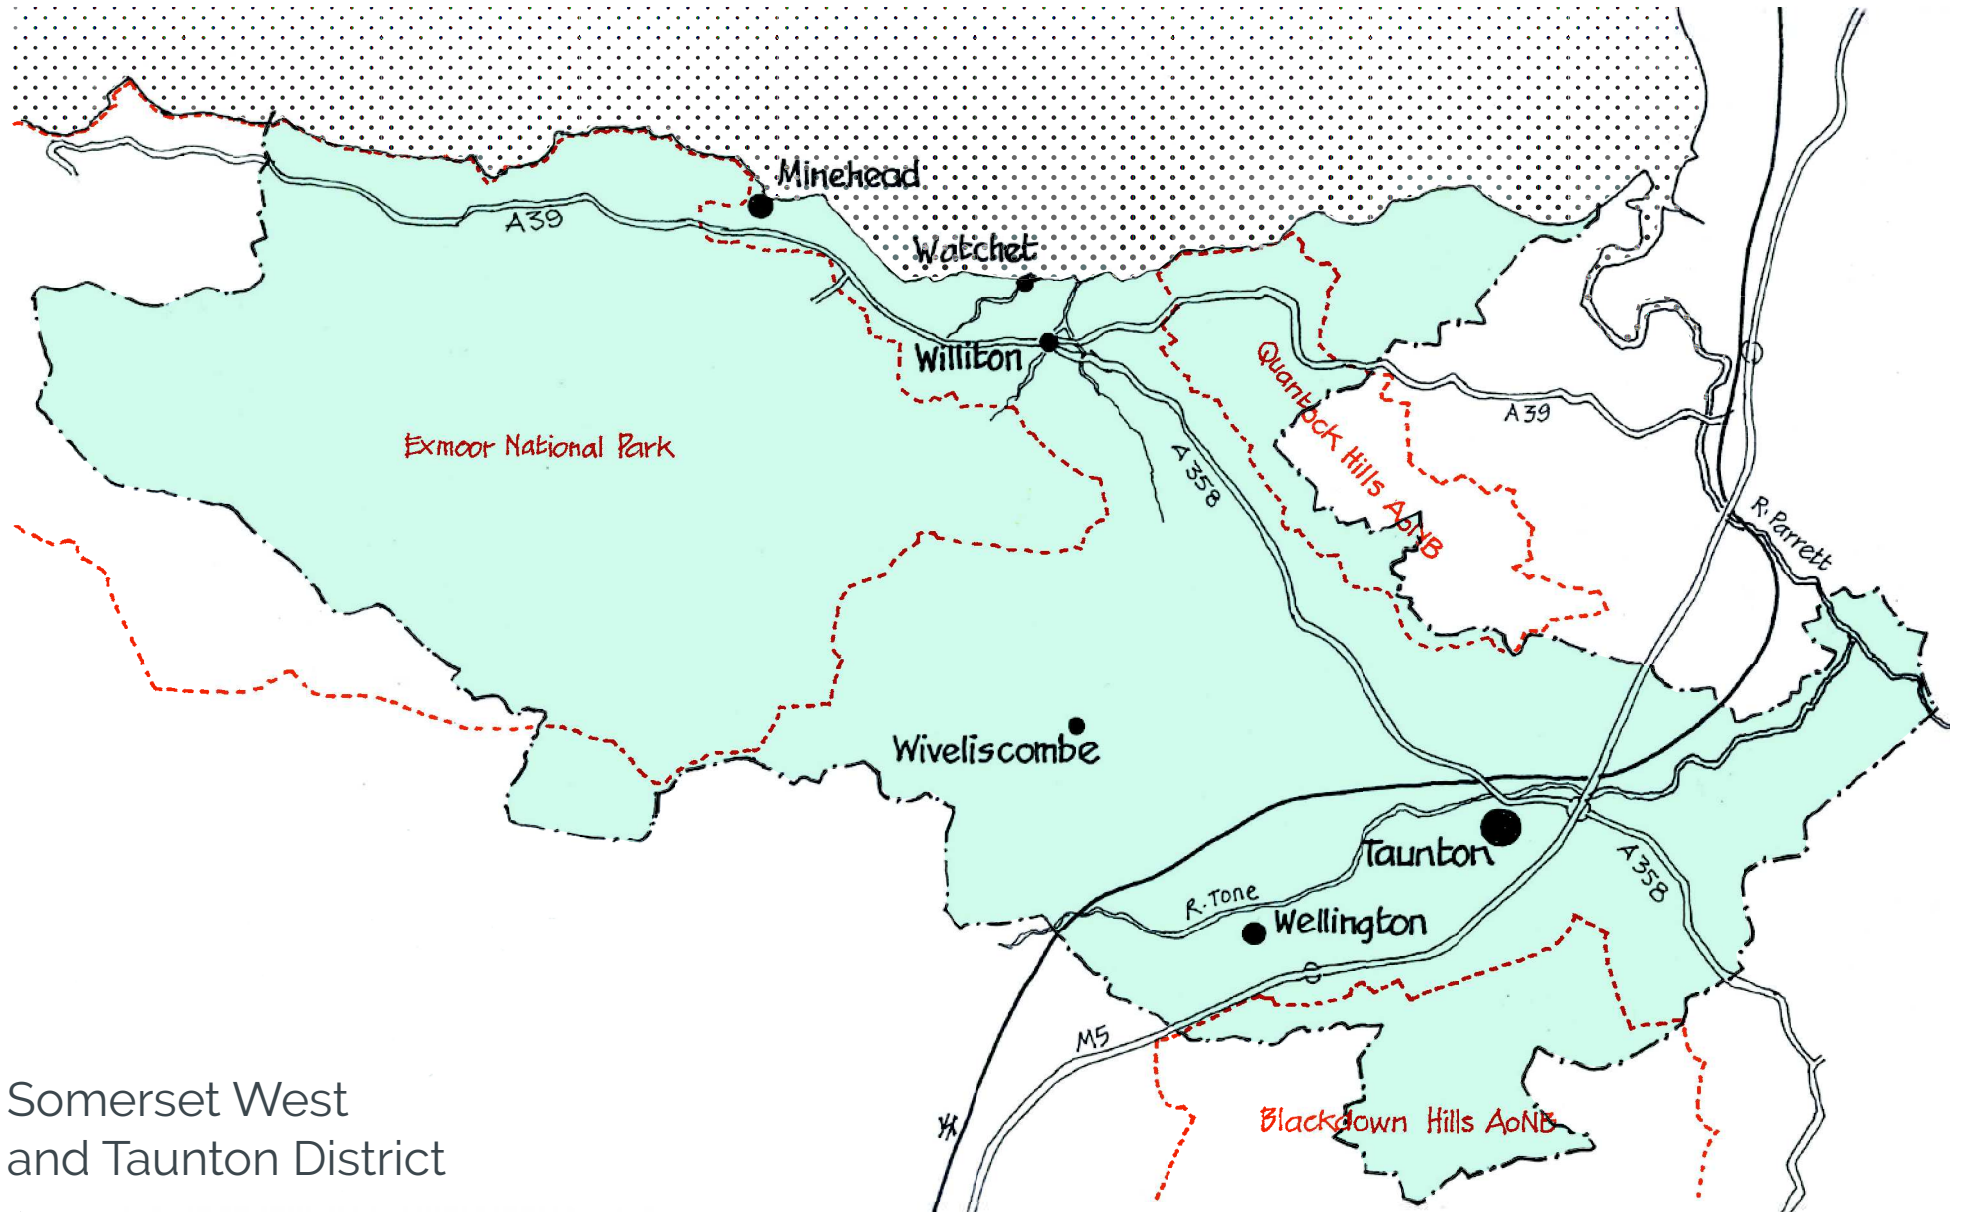 Minehead
A39
Watchet
Williton
Quantock Hills AoNB
A39
Exmoor National Park
A358
R. Parrett
Wiveliscombe
Taunton
A358
R. Tone
Wellington
M5
Blackdown Hills AoNB
Somerset West
and Taunton District